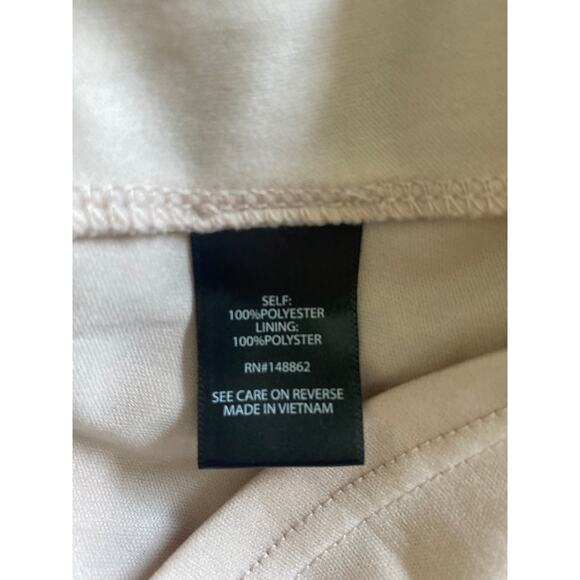 SELF:
100%POLYESTER
LINING:
100%POLYSTER
RN#148862
SEE CARE ON REVERSE
MADE IN VIETNAM